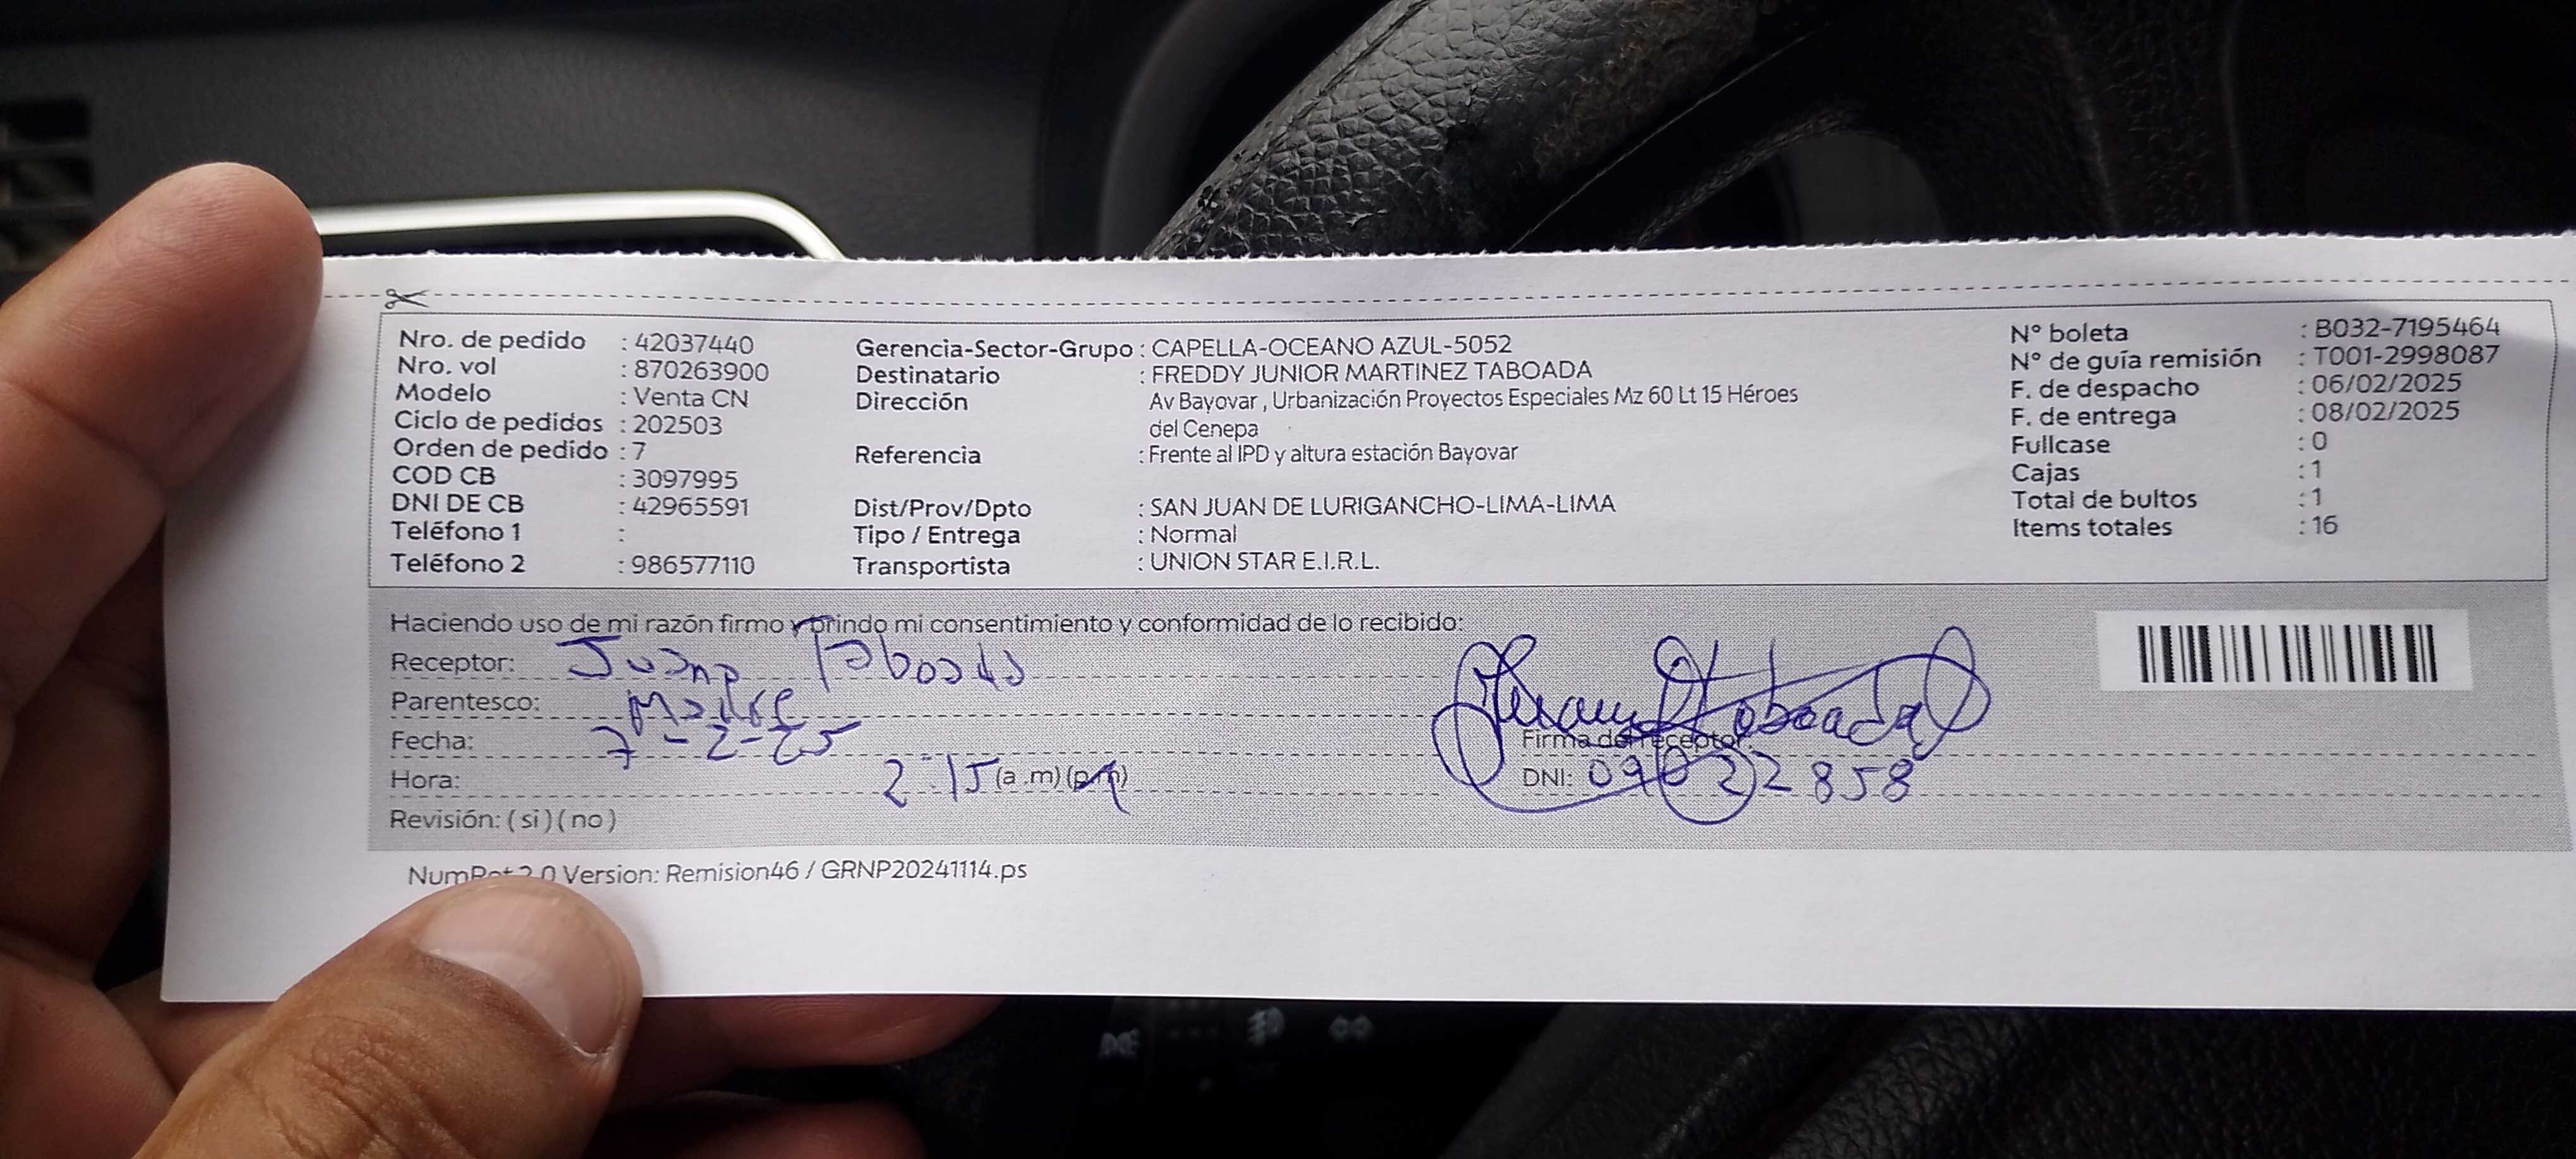 Nro. de pedido : 42037440
Nro. vol : 870263900
Modelo : Venta CN
Ciclo de pedidos : 202503
Orden de pedido : 7
COD CB : 3097995
DNI DE CB : 42965591
Teléfono 1 :
Teléfono 2 : 986577110
Gerencia-Sector-Grupo : CAPELLA-OCEANO AZUL-5052
Destinatario : FREDDY JUNIOR MARTINEZ TABOADA
Dirección Av Bayovar , Urbanización Proyectos Especiales Mz 60 Lt 15 Héroes
del Cenepa
Referencia : Frente al IPD y altura estación Bayovar
Dist/Prov/Dpto : SAN JUAN DE LURIGANCHO-LIMA-LIMA
Tipo / Entrega : Normal
Transportista : UNION STAR E.I.R.L.
N° boleta : B032-7195464
N° de guía remisión : T001-2998087
F. de despacho : 06/02/2025
F. de entrega : 08/02/2025
Fullcase : 0
Cajas : 1
Total de bultos : 1
Items totales : 16
Haciendo uso de mi razón firmo y brindo mi consentimiento y conformidad de lo recibido:
Receptor: Juana Taboada
Parentesco: Madre
Fecha: 7-2-25
Hora: 2:15 (a.m) (p.m)
Revisión: ( si ) ( no )
Firma del receptor:
DNI: 09022858
Version: Remision46 / GRNP20241114.ps